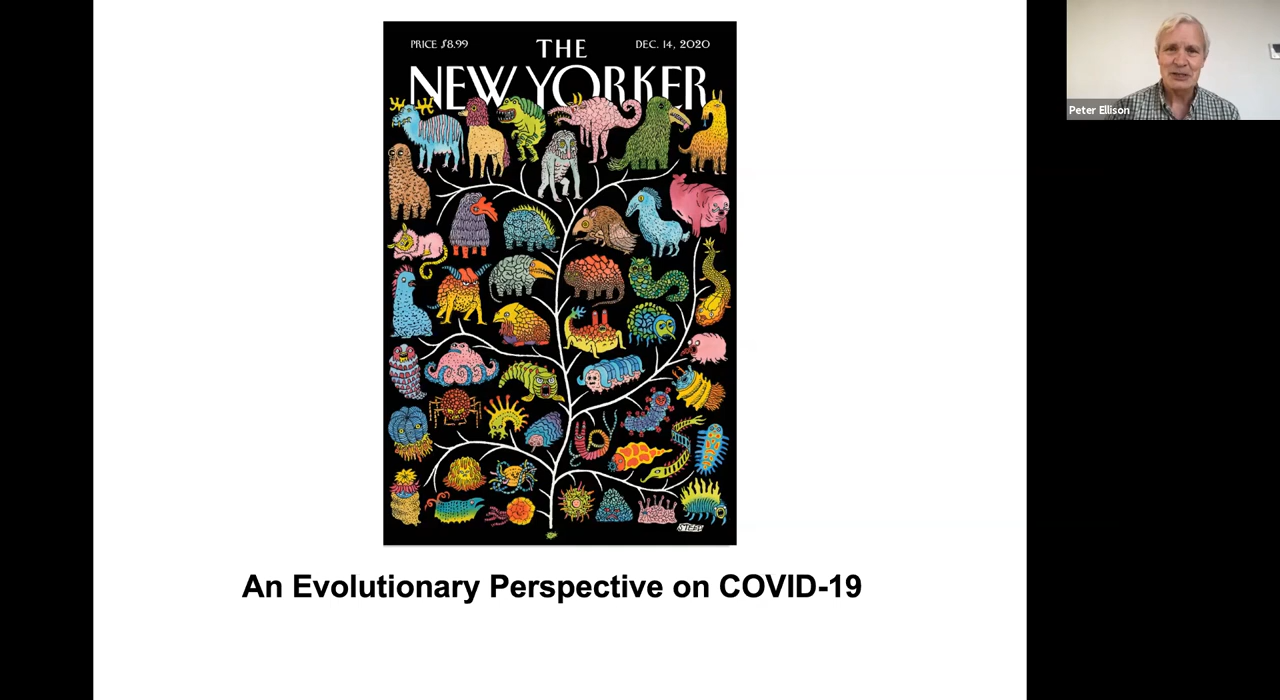 PRICE $8.99
THE
DEC. 14, 2020
NEW YORKER
Peter Ellison
An Evolutionary Perspective on COVID-19